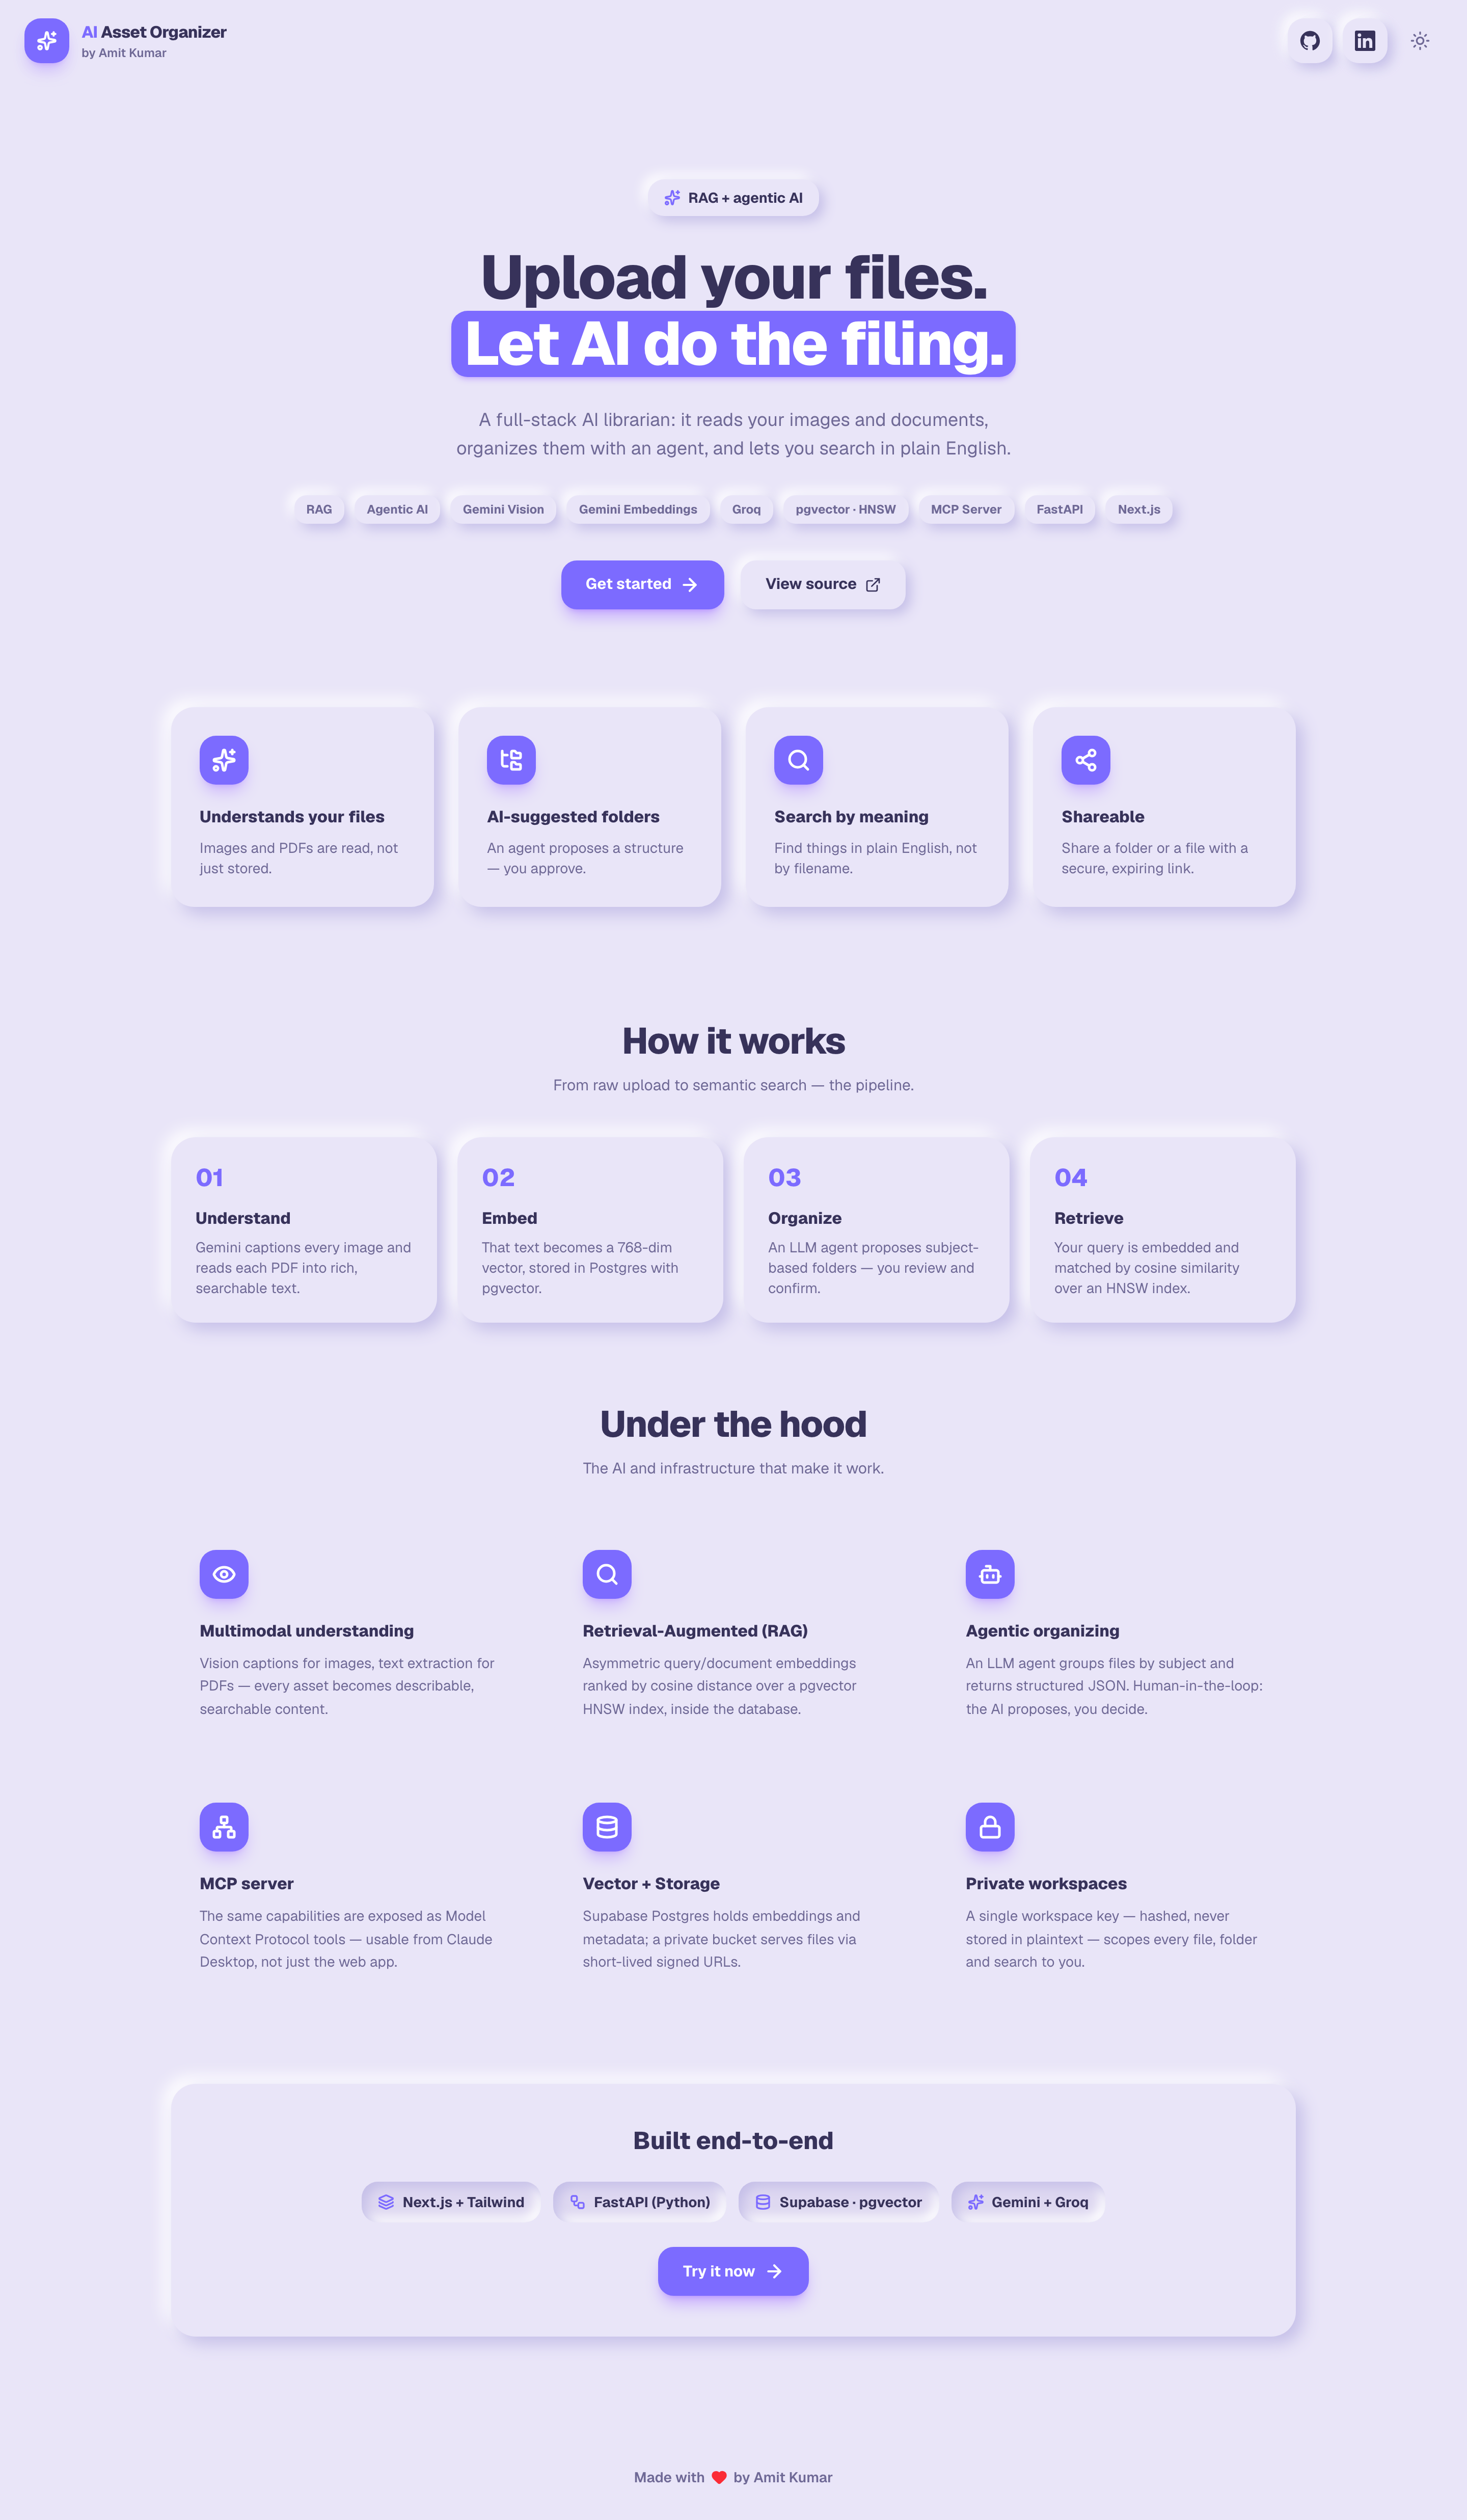 AI Asset Organizer
by Amit Kumar
RAG + agentic AI
Upload your files.
Let AI do the filing.
A full-stack AI librarian: it reads your images and documents,
organizes them with an agent, and lets you search in plain English.
RAG
Agentic AI
Gemini Vision
Gemini Embeddings
Groq
pgvector · HNSW
MCP Server
FastAPI
Next.js
Get started
View source
Understands your files
Images and PDFs are read, not
just stored.
AI-suggested folders
An agent proposes a structure
— you approve.
Search by meaning
Find things in plain English, not
by filename.
Shareable
Share a folder or a file with a
secure, expiring link.
How it works
From raw upload to semantic search — the pipeline.
01
Understand
Gemini captions every image and
reads each PDF into rich,
searchable text.
02
Embed
That text becomes a 768-dim
vector, stored in Postgres with
pgvector.
03
Organize
An LLM agent proposes subject-
based folders — you review and
confirm.
04
Retrieve
Your query is embedded and
matched by cosine similarity
over an HNSW index.
Under the hood
The AI and infrastructure that make it work.
Multimodal understanding
Vision captions for images, text extraction for
PDFs — every asset becomes describable,
searchable content.
Retrieval-Augmented (RAG)
Asymmetric query/document embeddings
ranked by cosine distance over a pgvector
HNSW index, inside the database.
Agentic organizing
An LLM agent groups files by subject and
returns structured JSON. Human-in-the-loop:
the AI proposes, you decide.
MCP server
The same capabilities are exposed as Model
Context Protocol tools — usable from Claude
Desktop, not just the web app.
Vector + Storage
Supabase Postgres holds embeddings and
metadata; a private bucket serves files via
short-lived signed URLs.
Private workspaces
A single workspace key — hashed, never
stored in plaintext — scopes every file, folder
and search to you.
Built end-to-end
Next.js + Tailwind
FastAPI (Python)
Supabase · pgvector
Gemini + Groq
Try it now
Made with ❤ by Amit Kumar